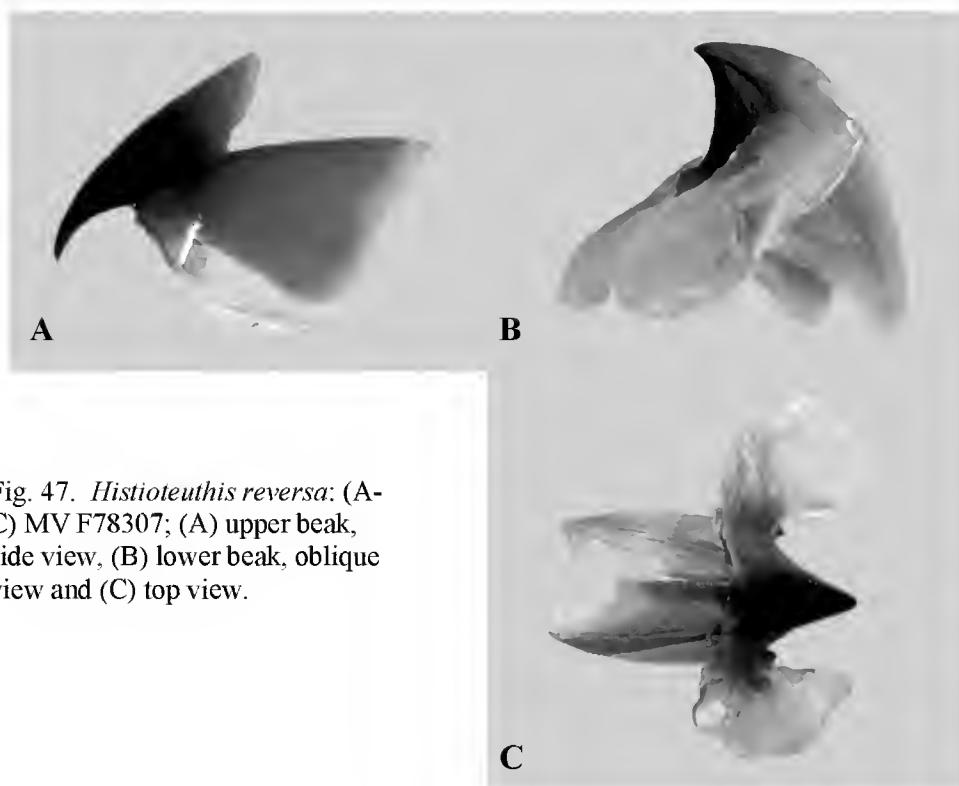 A
B
Fig. 47. Histioteuthis reversa: (A-
C) MV F78307; (A) upper beak,
side view, (B) lower beak, oblique
view and (C) top view.
C